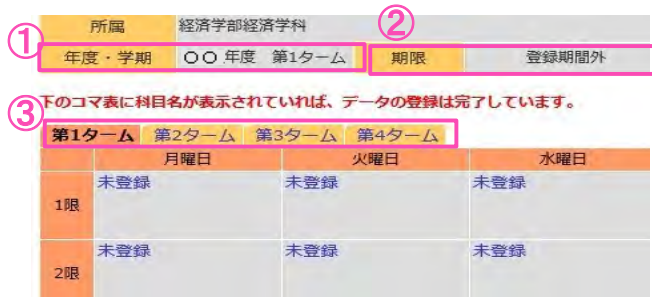 所属 経済学部経済学科 ②
① 年度・学期 〇〇 年度 第1ターム 期限 登録期間外
下のコマ表に科目名が表示されていれば、データの登録は完了しています。
③
第1ターム 第2ターム 第3ターム 第4ターム
月曜日 火曜日 水曜日
1限 未登録 未登録 未登録
2限 未登録 未登録 未登録